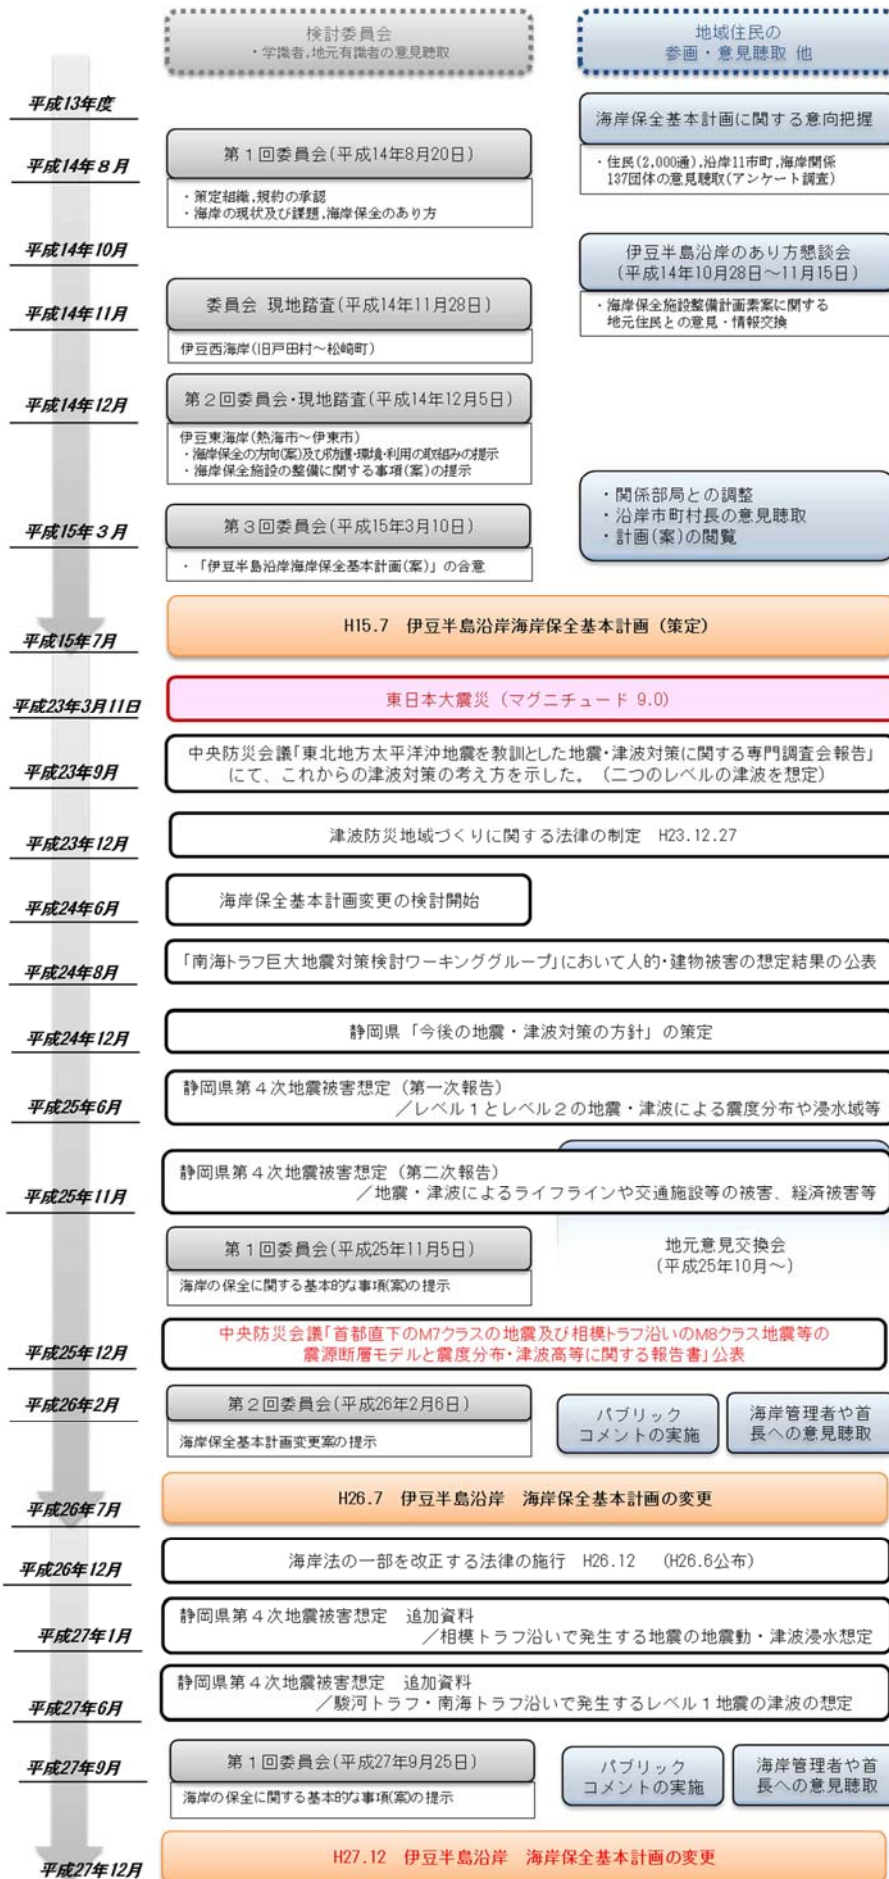 検討委員会
・学識者,地元有識者の意見聴取
地域住民の
参画・意見聴取 他
平成13年度
海岸保全基本計画に関する意向把握
・住民(2,000通),沿岸11市町,海岸関係
137団体の意見聴取(アンケート調査)
平成14年8月
第1回委員会(平成14年8月20日)
・策定組織,規約の承認
・海岸の現状及び課題,海岸保全のあり方
平成14年10月
伊豆半島沿岸のあり方懇談会
(平成14年10月28日～11月15日)
・海岸保全施設整備計画素案に関する
地元住民との意見・情報交換
平成14年11月
委員会 現地踏査(平成14年11月28日)
伊豆西海岸(旧戸田村～松崎町)
平成14年12月
第2回委員会・現地踏査(平成14年12月5日)
伊豆東海岸(熱海市～伊東市)
・海岸保全の方向(案)及び防護・環境・利用の取組みの提示
・海岸保全施設の整備に関する事項(案)の提示
・関係部局との調整
・沿岸市町村長の意見聴取
・計画(案)の閲覧
平成15年3月
第3回委員会(平成15年3月10日)
・「伊豆半島沿岸海岸保全基本計画(案)」の合意
平成15年7月
H15.7 伊豆半島沿岸海岸保全基本計画（策定）
平成23年3月11日
東日本大震災（マグニチュード 9.0）
平成23年9月
中央防災会議「東北地方太平洋沖地震を教訓とした地震・津波対策に関する専門調査会報告」
にて、これからの津波対策の考え方を示した。（二つのレベルの津波を想定）
平成23年12月
津波防災地域づくりに関する法律の制定 H23.12.27
平成24年6月
海岸保全基本計画変更の検討開始
平成24年8月
「南海トラフ巨大地震対策検討ワーキンググループ」において人的・建物被害の想定結果の公表
平成24年12月
静岡県「今後の地震・津波対策の方針」の策定
平成25年6月
静岡県第4次地震被害想定（第一次報告）
／レベル1とレベル2の地震・津波による震度分布や浸水域等
平成25年11月
静岡県第4次地震被害想定（第二次報告）
／地震・津波によるライフラインや交通施設等の被害、経済被害等
第1回委員会(平成25年11月5日)
海岸の保全に関する基本的な事項(案)の提示
地元意見交換会
(平成25年10月～)
平成25年12月
中央防災会議「首都直下のM7クラスの地震及び相模トラフ沿いのM8クラス地震等の
震源断層モデルと震度分布・津波高等に関する報告書」公表
平成26年2月
第2回委員会(平成26年2月6日)
海岸保全基本計画変更案の提示
パブリック
コメントの実施
海岸管理者や首
長への意見聴取
平成26年7月
H26.7 伊豆半島沿岸 海岸保全基本計画の変更
平成26年12月
海岸法の一部を改正する法律の施行 H26.12 （H26.6公布）
平成27年1月
静岡県第4次地震被害想定 追加資料
／相模トラフ沿いで発生する地震の地震動・津波浸水想定
平成27年6月
静岡県第4次地震被害想定 追加資料
／駿河トラフ・南海トラフ沿いで発生するレベル1地震の津波の想定
平成27年9月
第1回委員会(平成27年9月25日)
海岸の保全に関する基本的な事項(案)の提示
パブリック
コメントの実施
海岸管理者や首
長への意見聴取
平成27年12月
H27.12 伊豆半島沿岸 海岸保全基本計画の変更